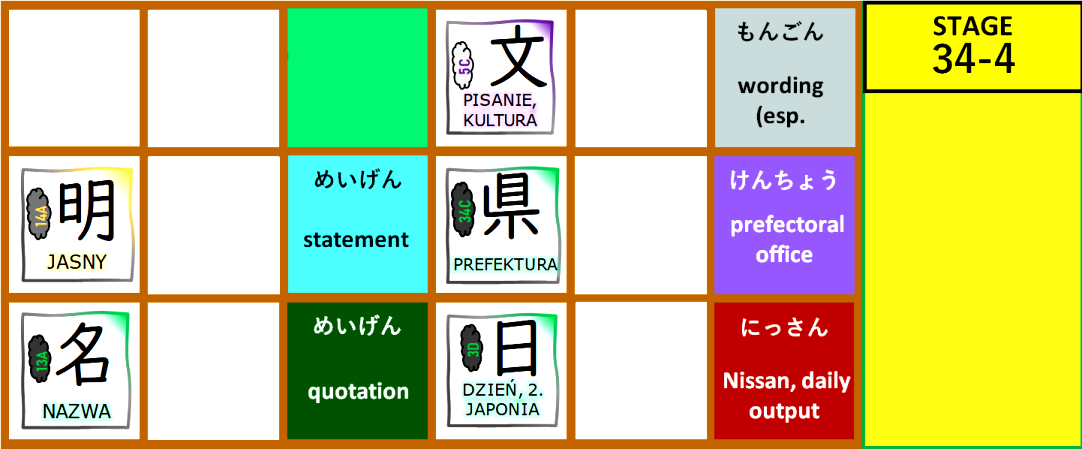 文
5C
PISANIE,
KULTURA
もんごん
wording
(esp.
STAGE
34-4
明
14A
JASNY
めいげん
statement
県
34C
PREFEKTURA
けんちょう
prefectoral
office
名
13A
NAZWA
めいげん
quotation
日
3D
DZIEŃ, 2.
JAPONIA
にっさん
Nissan, daily
output